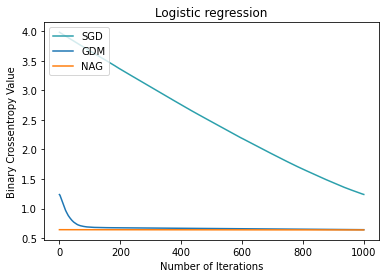 Logistic regression
4.0
3.5
3.0
2.5
2.0
1.5
1.0
0.5
Binary Crossentropy Value
SGD
GDM
NAG
0
200
400
600
800
1000
Number of Iterations